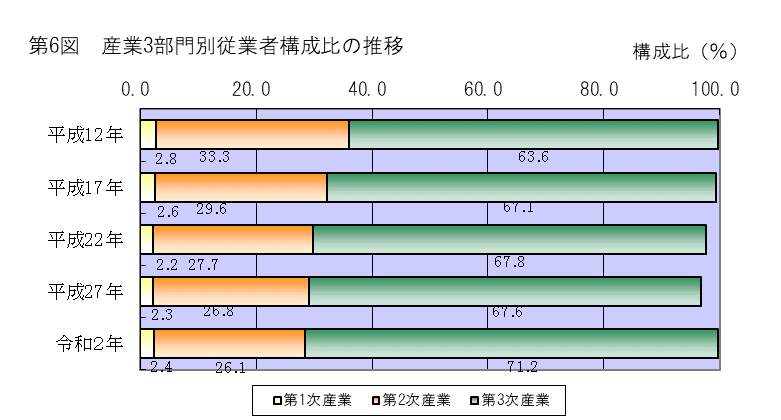 第6図　産業3部門別従業者構成比の推移
構成比（%）
0.0 20.0 40.0 60.0 80.0 100.0
平成12年
2.8 33.3 63.6
平成17年
2.6 29.6 67.1
平成22年
2.2 27.7 67.8
平成27年
2.3 26.8 67.6
令和2年
2.4 26.1 71.2
第1次産業 第2次産業 第3次産業